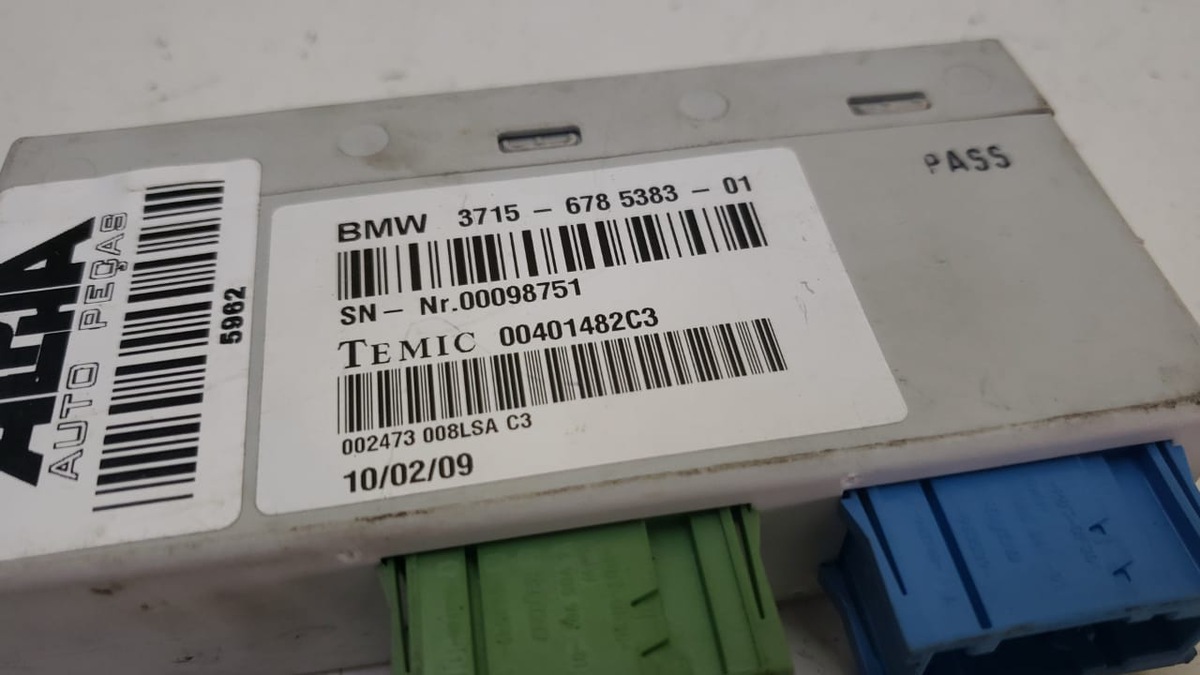 BMW 3715 - 678 5383 - 01
SN - Nr.00098751
TEMIC 00401482C3
002473 008LSA C3
10/02/09
PASS
ALPHA
AUTO PEÇAS
5962